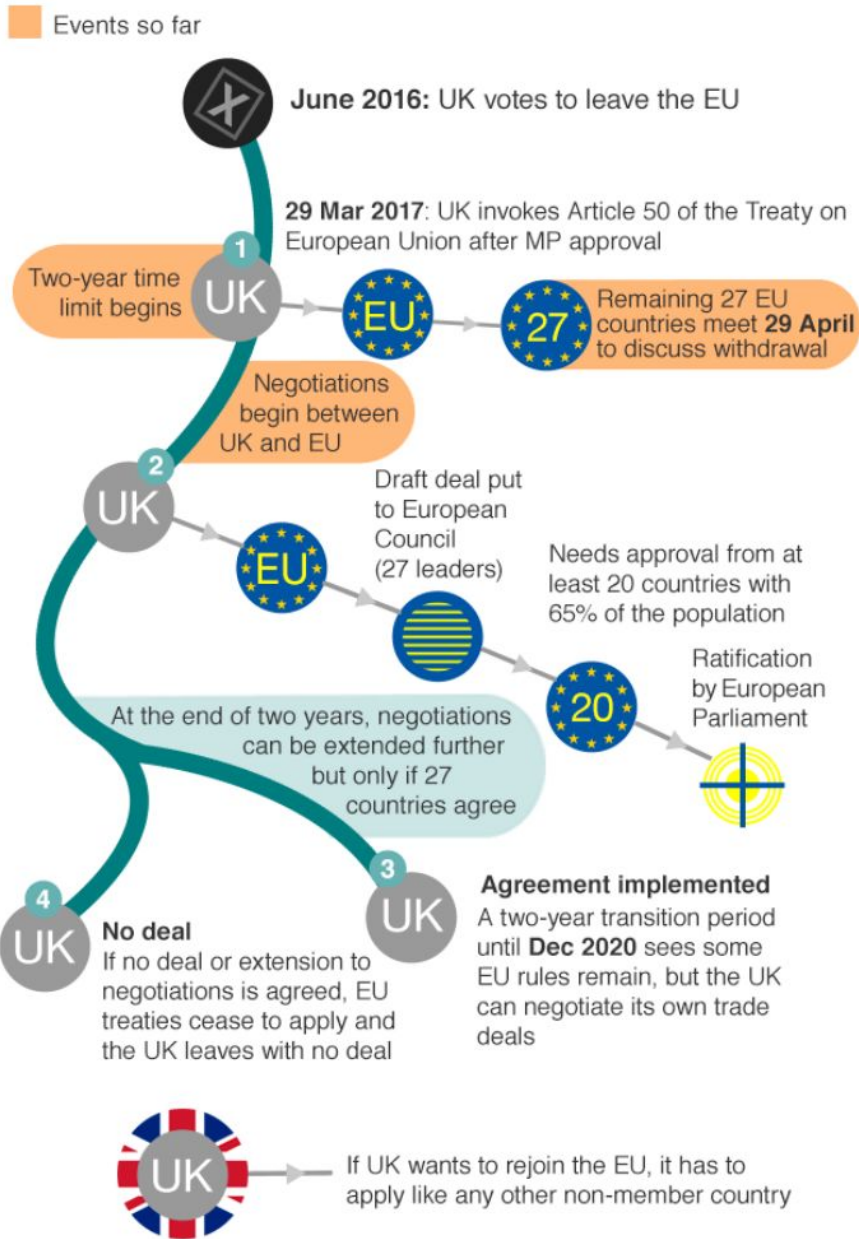 Events so far
June 2016: UK votes to leave the EU
29 Mar 2017: UK invokes Article 50 of the Treaty on
European Union after MP approval
1
Two-year time
limit begins
UK
EU
27
Remaining 27 EU
countries meet 29 April
to discuss withdrawal
Negotiations
begin between
UK and EU
2
UK
EU
Draft deal put
to European
Council
(27 leaders)
Needs approval from at
least 20 countries with
65% of the population
20
Ratification
by European
Parliament
At the end of two years, negotiations
can be extended further
but only if 27
countries agree
3
UK
Agreement implemented
A two-year transition period
until Dec 2020 sees some
EU rules remain, but the UK
can negotiate its own trade
deals
4
UK
No deal
If no deal or extension to
negotiations is agreed, EU
treaties cease to apply and
the UK leaves with no deal
UK
If UK wants to rejoin the EU, it has to
apply like any other non-member country